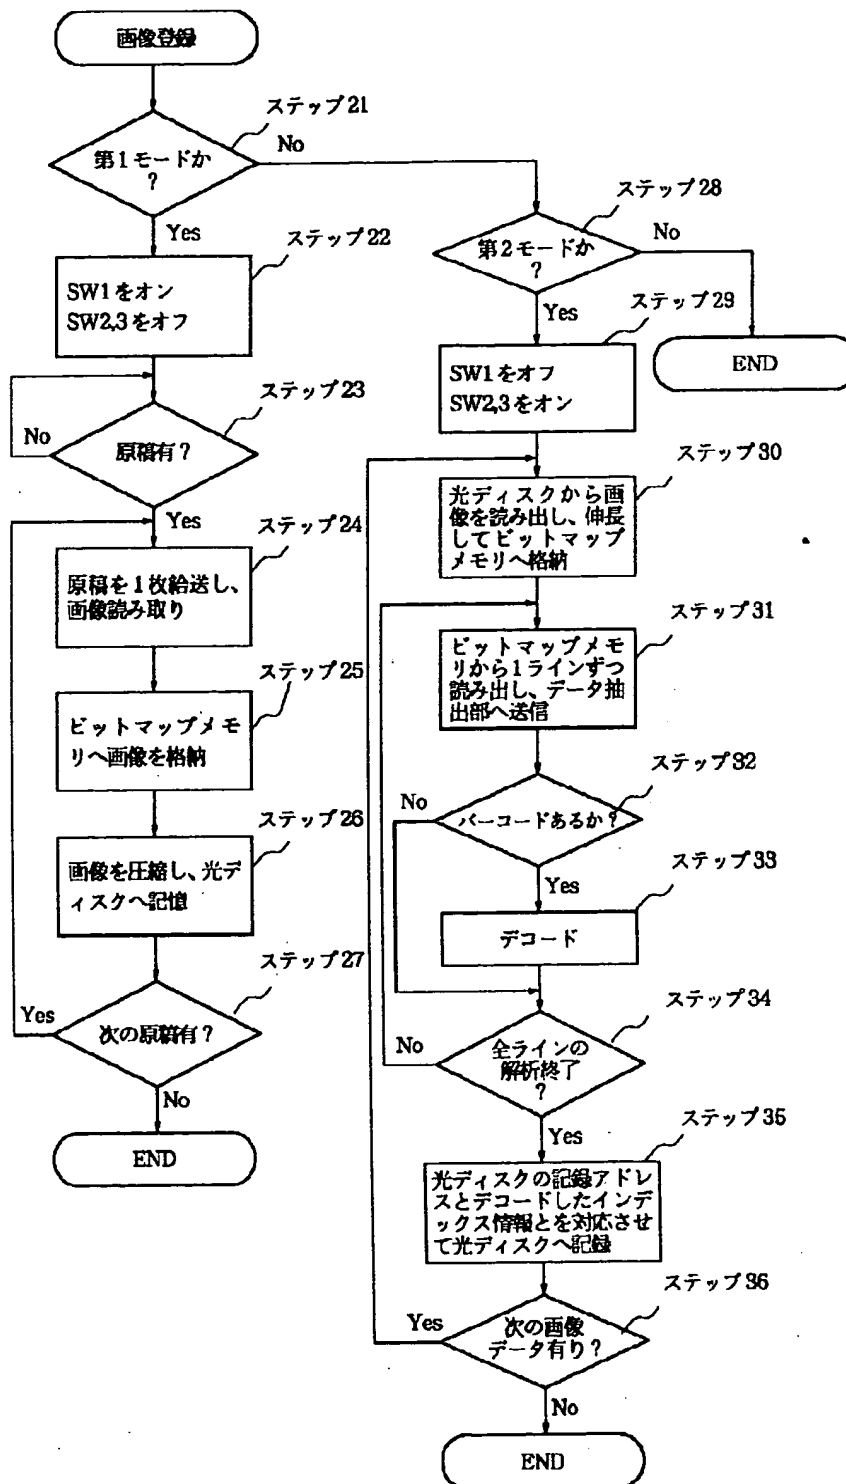 画像登録
ステップ21
第1モードか
?
No
Yes
ステップ22
SW1をオン
SW2,3をオフ
ステップ23
原稿有?
No
Yes
ステップ24
原稿を1枚給送し、
画像読み取り
ステップ25
ビットマップメモ
リへ画像を格納
ステップ26
画像を圧縮し、光デ
ィスクへ記憶
ステップ27
次の原稿有?
Yes
No
END
ステップ28
第2モードか
?
No
Yes
END
ステップ29
SW1をオフ
SW2,3をオン
ステップ30
光ディスクから画
像を読み出し、伸長
してビットマップ
メモリへ格納
ステップ31
ビットマップメモ
リから1ラインずつ
読み出し、データ抽
出部へ送信
ステップ32
バーコードあるか?
No
Yes
ステップ33
デコード
ステップ34
全ラインの
解析終了
?
No
Yes
ステップ35
光ディスクの記録アドレ
スとデコードしたインデ
ックス情報とを対応させ
て光ディスクへ記録
ステップ36
次の画像
データ有り?
Yes
No
END